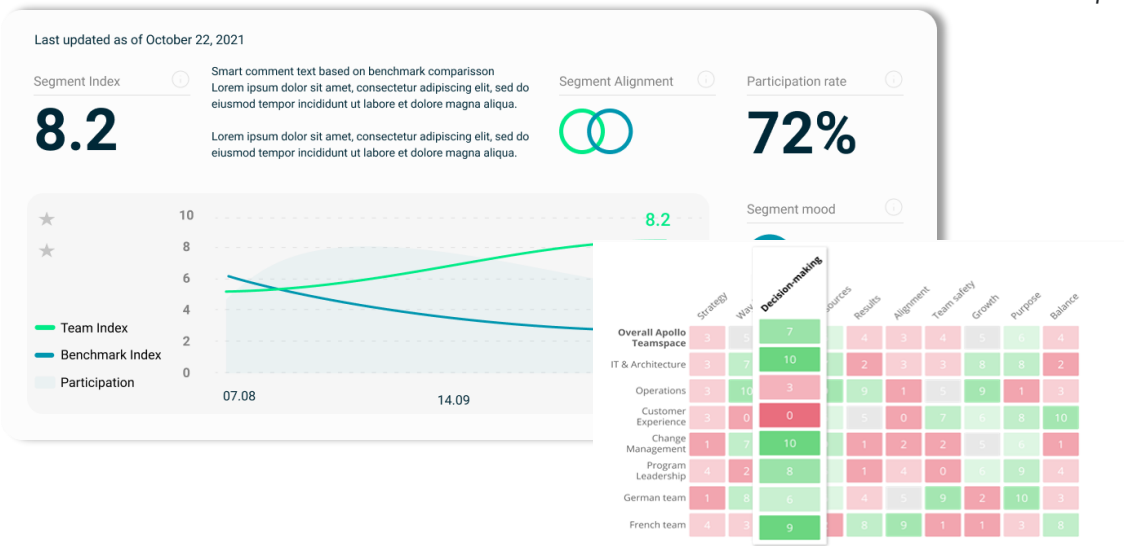 Last updated as of October 22, 2021
Segment Index
8.2
Smart comment text based on benchmark comparisson
Lorem ipsum dolor sit amet, consectetur adipiscing elit, sed do
eiusmod tempor incididunt ut labore et dolore magna aliqua.
Lorem ipsum dolor sit amet, consectetur adipiscing elit, sed do
eiusmod tempor incididunt ut labore et dolore magna aliqua.
Segment Alignment
Participation rate
72%
Segment mood
10
8
6
4
2
0
8.2
Team Index
Benchmark Index
Participation
07.08
14.09
Strategy
Decision-making
Results
Alignment
Team safety
Growth
Purpose
Balance
Overall Apollo
Teamspace
3 5 7 4 3 4 5 6 4
IT & Architecture 3 7 10 2 3 3 8 8 2
Operations 3 10 3 9 1 5 9 1 3
Customer
Experience
3 0 0 5 0 7 6 8 10
Change
Management
1 7 10 1 2 2 5 6 1
Program
Leadership
4 2 8 1 4 0 6 9 4
German team 1 8 6 4 5 9 2 10 3
French team 4 3 9 8 9 1 1 3 8